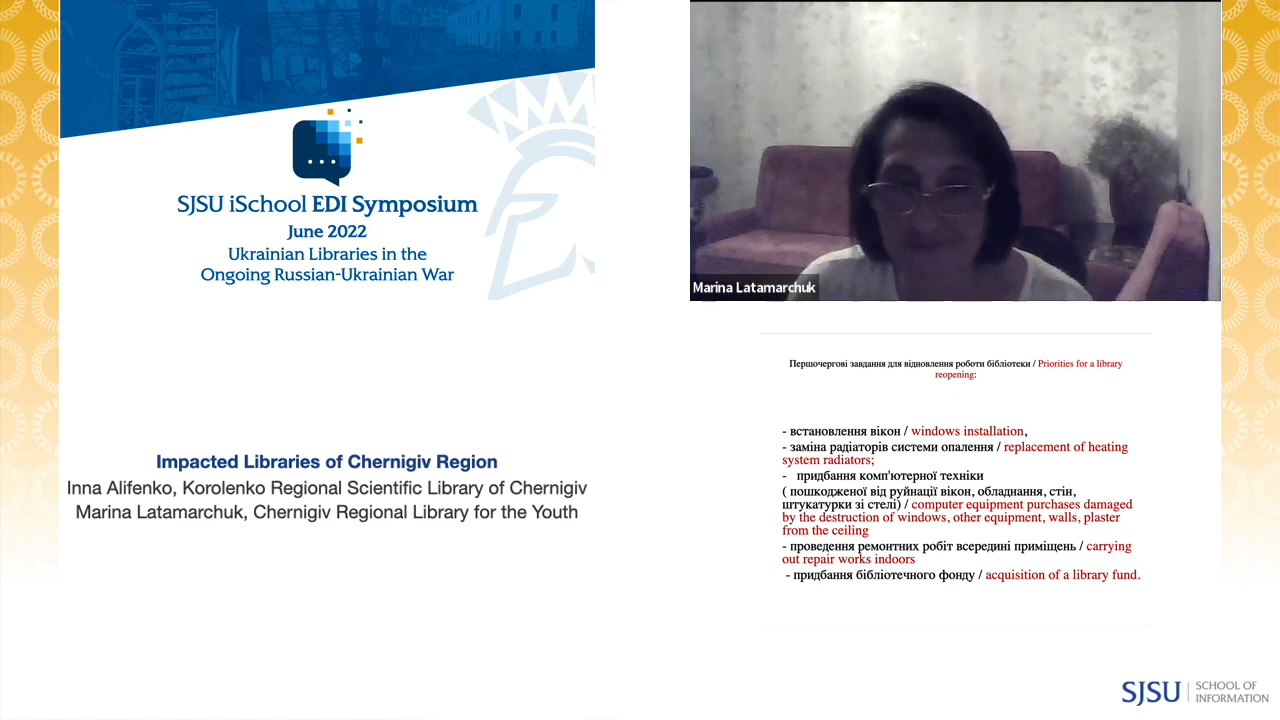 SJSU iSchool EDI Symposium
June 2022
Ukrainian Libraries in the
Ongoing Russian-Ukrainian War
Impacted Libraries of Chernigiv Region
Inna Alifenko, Korolenko Regional Scientific Library of Chernigiv
Marina Latamarchuk, Chernigiv Regional Library for the Youth
Marina Latamarchuk
Першочергові завдання для відновлення роботи бібліотеки / Priorities for a library
reopening:
- встановлення вікон / windows installation,
- заміна радіаторів системи опалення / replacement of heating
system radiators;
- придбання комп'ютерної техніки
( пошкодженої від руйнації вікон, обладнання, стін,
штукатурки зі стелі) / computer equipment purchases damaged
by the destruction of windows, other equipment, walls, plaster
from the ceiling
- проведення ремонтних робіт всередині приміщень / carrying
out repair works indoors
- придбання бібліотечного фонду / acquisition of a library fund.
SJSU | SCHOOL OF
INFORMATION